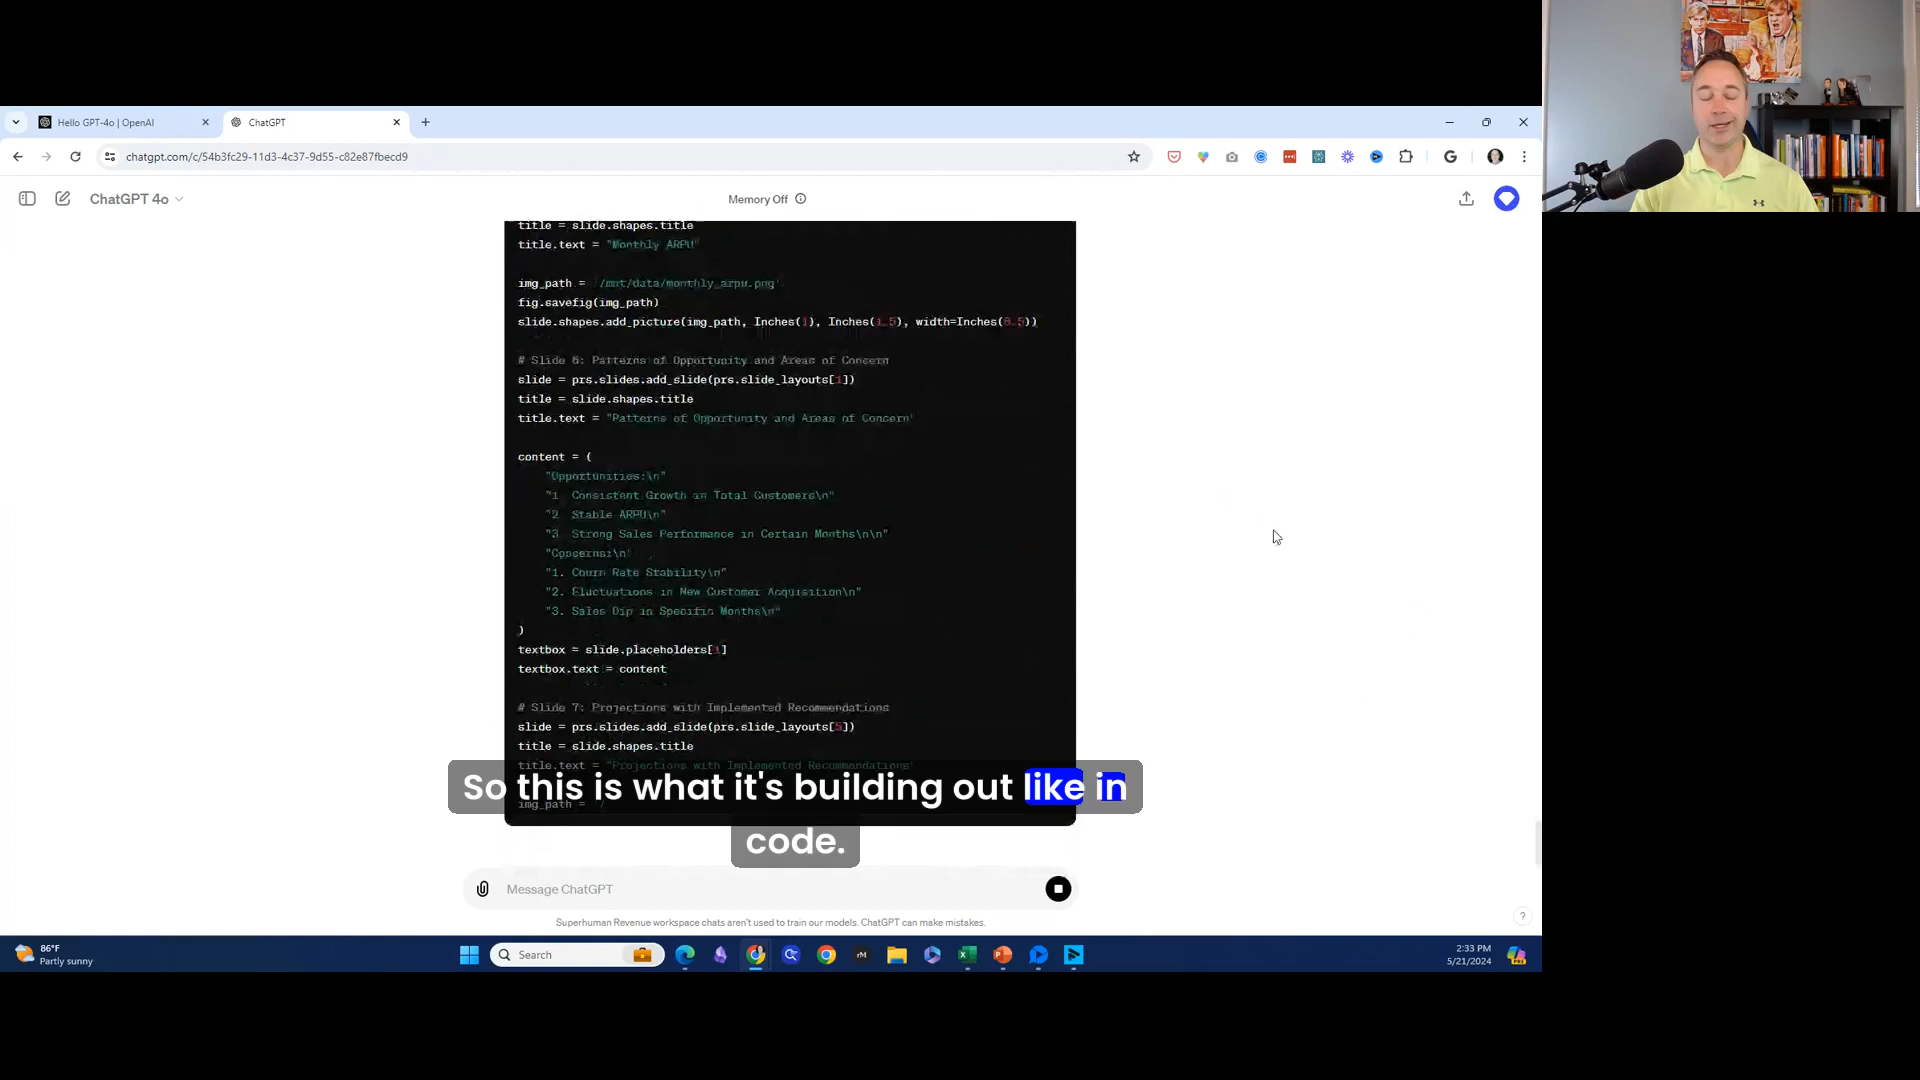 Hello GPT-4o | OpenAI
ChatGPT
chatgpt.com/c/54b3fc29-11d3-4c37-9d55-c82e87fbecd9
ChatGPT 4o
Memory Off
title = slide.shapes.title
title.text = "Monthly ARPU"
img_path = '/mnt/data/monthly_arpu.png'
fig.savefig(img_path)
slide.shapes.add_picture(img_path, Inches(1), Inches(1.5), width=Inches(8.5))
# Slide 6: Patterns of Opportunity and Areas of Concern
slide = prs.slides.add_slide(prs.slide_layouts[1])
title = slide.shapes.title
title.text = "Patterns of Opportunity and Areas of Concern"
content = (
"Opportunities:\n"
"1. Consistent Growth in Total Customers\n"
"2. Stable ARPU\n"
"3. Strong Sales Performance in Certain Months\n\n"
"Concerns:\n"
"1. Churn Rate Stability\n"
"2. Fluctuations in New Customer Acquisition\n"
"3. Sales Dip in Specific Months\n"
)
textbox = slide.placeholders[1]
textbox.text = content
# Slide 7: Projections with Implemented Recommendations
slide = prs.slides.add_slide(prs.slide_layouts[5])
title = slide.shapes.title
title.text = "Projections with Implemented Recommendations"
img_path = '/
So this is what it's building out like in
code.
Message ChatGPT
Superhuman Revenue workspace chats aren't used to train our models. ChatGPT can make mistakes.
?
86°F
Partly sunny
Search
rM
2:33 PM
5/21/2024